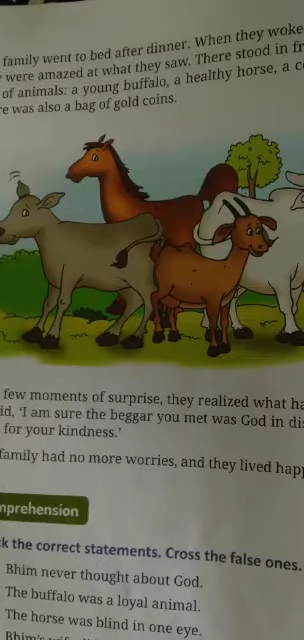 family went to bed after dinner. When they woke
were amazed at what they saw. There stood in fr
of animals: a young buffalo, a healthy horse, a c
e was also a bag of gold coins.
few moments of surprise, they realized what ha
id, ‘I am sure the beggar you met was God in dis
for your kindness.’
family had no more worries, and they lived happ
mprehension
k the correct statements. Cross the false ones.
Bhim never thought about God.
The buffalo was a loyal animal.
The horse was blind in one eye.
Bhim's